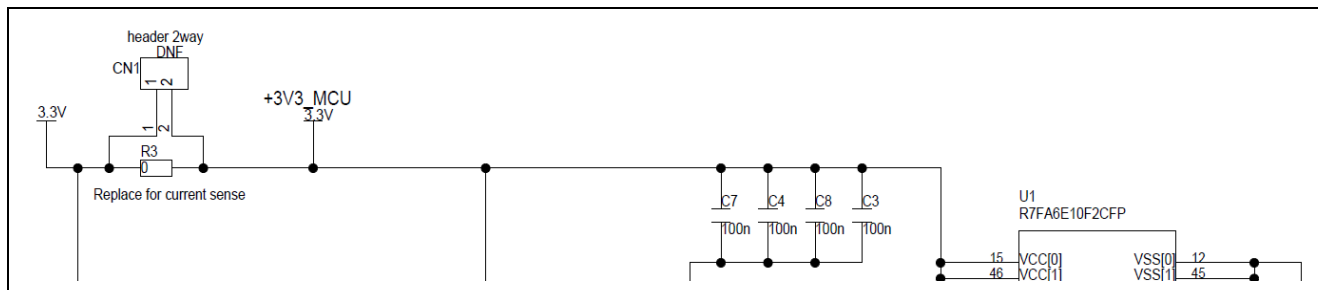 header 2way
DNF
CN1
1
2
+3V3_MCU
3.3V
3.3V
1
2
R3
0
Replace for current sense
C7
C4
C8
C3
100n
100n
100n
100n
U1
R7FA6E10F2CFP
15
VCC[0]
VSS[0]
12
46
VCC[1]
VSS[1]
45